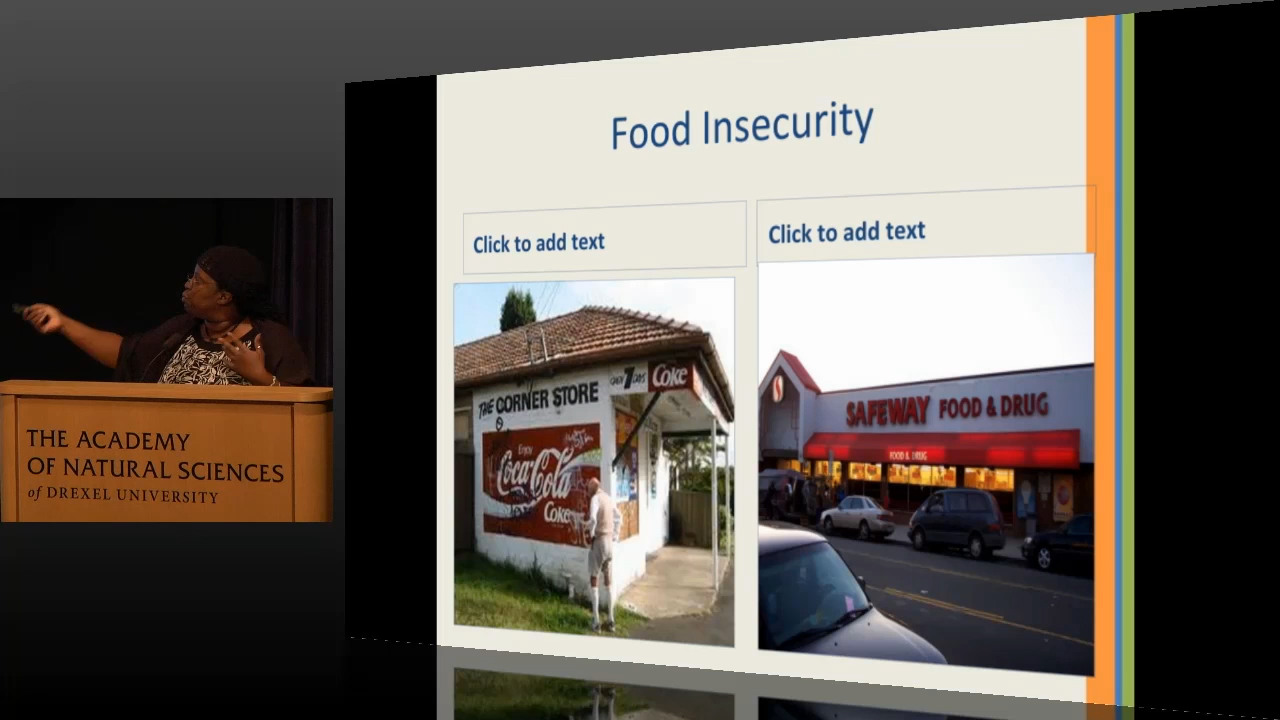 Food Insecurity
Click to add text
Click to add text
THE CORNER STORE
OPEN 7 DAYS
Coke
Enjoy
Coca-Cola
Coke
S
SAFEWAY FOOD & DRUG
FOOD & DRUG
THE ACADEMY
OF NATURAL SCIENCES
of DREXEL UNIVERSITY